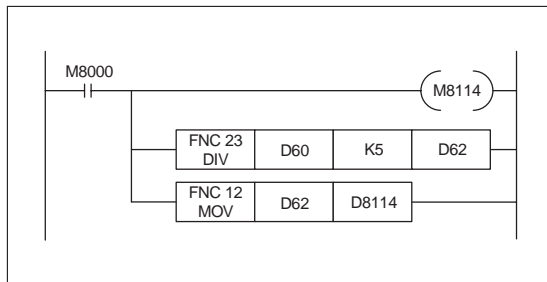 M8000
M8114
FNC 23
DIV
D60
K5
D62
FNC 12
MOV
D62
D8114